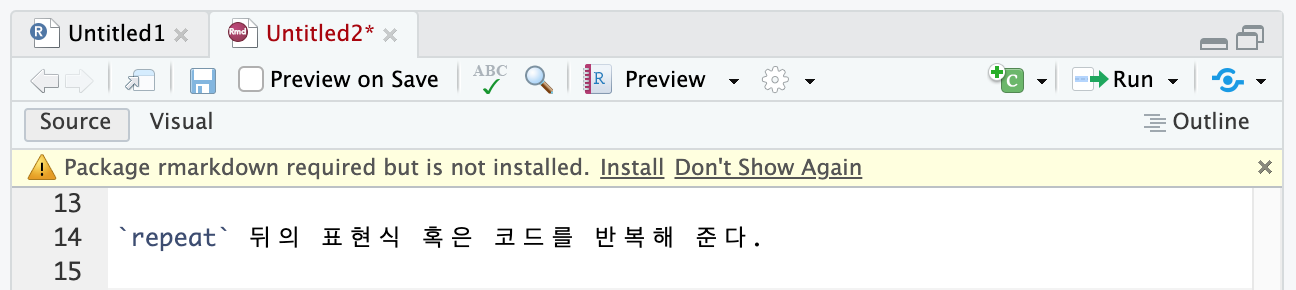 Untitled1 Untitled2*
Preview on Save ABC Preview Run
Source Visual Outline
Package rmarkdown required but is not installed. Install Don't Show Again
13
14 `repeat` 뒤의 표현식 혹은 코드를 반복해 준다.
15